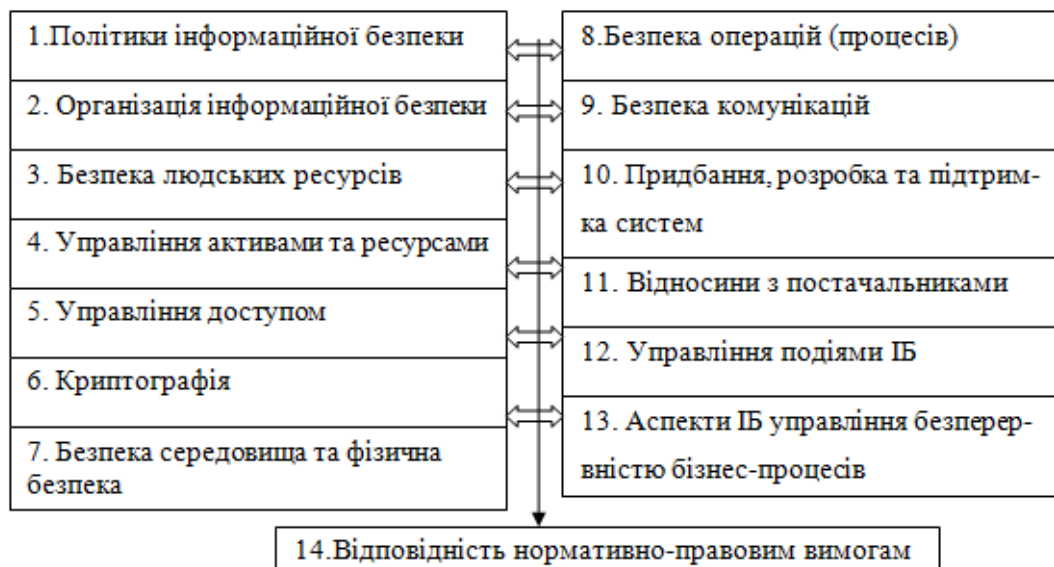 1.Політики інформаційної безпеки
2. Організація інформаційної безпеки
3. Безпека людських ресурсів
4. Управління активами та ресурсами
5. Управління доступом
6. Криптографія
7. Безпека середовища та фізична
безпека
8.Безпека операцій (процесів)
9. Безпека комунікацій
10. Придбання, розробка та підтрим-
ка систем
11. Відносини з постачальниками
12. Управління подіями ІБ
13. Аспекти ІБ управління безперер-
вністю бізнес-процесів
14.Відповідність нормативно-правовим вимогам